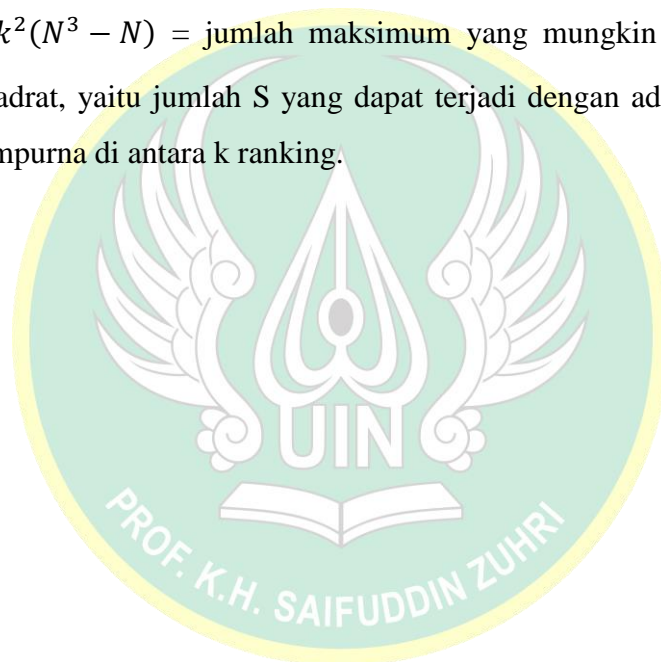 k²(N³ − N) = jumlah maksimum yang mungkin
adrat, yaitu jumlah S yang dapat terjadi dengan ad
mpurna di antara k ranking.
UIN
PROF. K.H. SAIFUDDIN ZUHRI